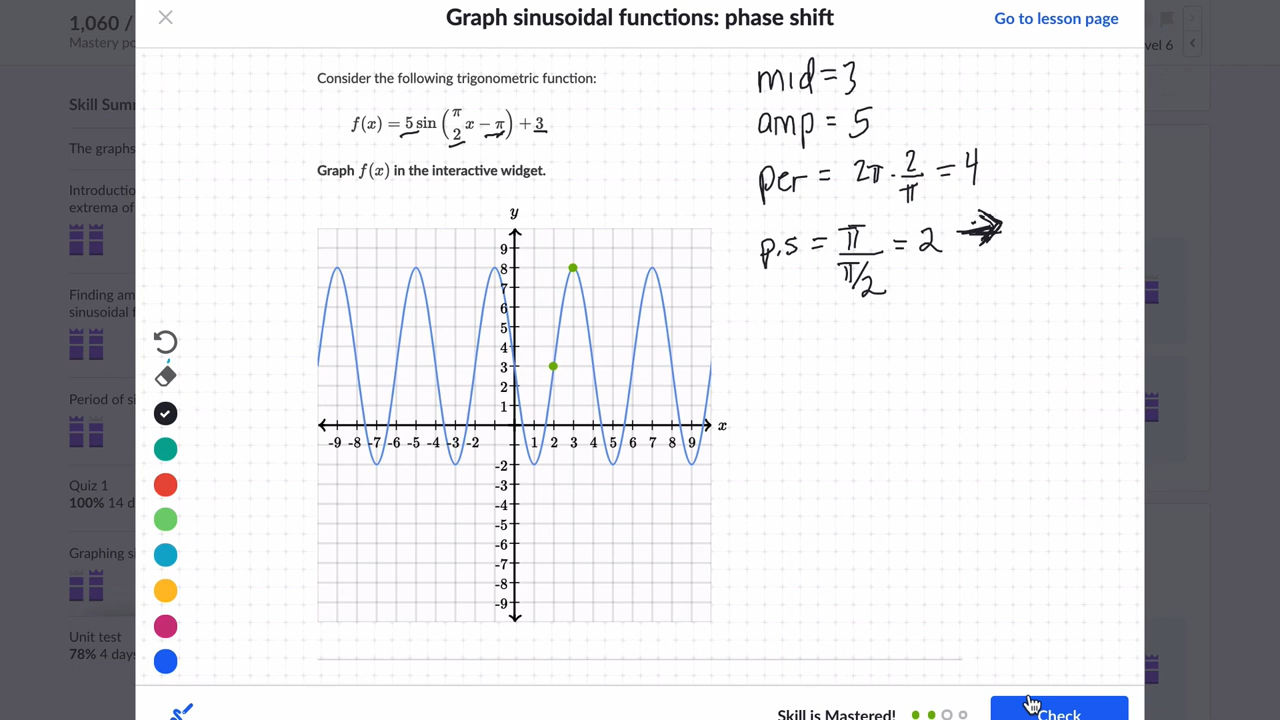 1,060 /
Mastery po
Skill Sum
The graphs
Introductio
extrema of
Finding am
sinusoidal f
Period of si
Quiz 1
100% 14 d
Graphing si
Unit test
78% 4 days
Graph sinusoidal functions: phase shift
Go to lesson page
vel 6
Consider the following trigonometric function:
f(x) = 5 sin (π/2 x − π) + 3
Graph f(x) in the interactive widget.
y
9
8
7
6
5
4
3
2
1
-9 -8 -7 -6 -5 -4 -3 -2 1 2 3 4 5 6 7 8 9 x
-2
-3
-4
-5
-6
-7
-8
-9
mid = 3
amp = 5
per = 2π · 2/π = 4
p.s = π/(π/2) = 2
Skill is Mastered!
Check